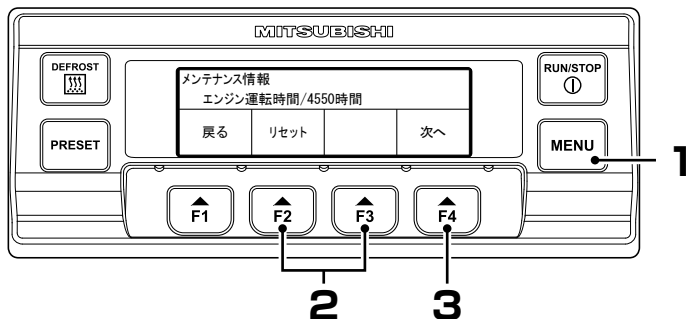 MITSUBISHI
DEFROST
メンテナンス情報
エンジン運転時間/4550時間
戻る リセット 次へ
RUN/STOP
PRESET
MENU
1
F1 F2 F3 F4
2 3